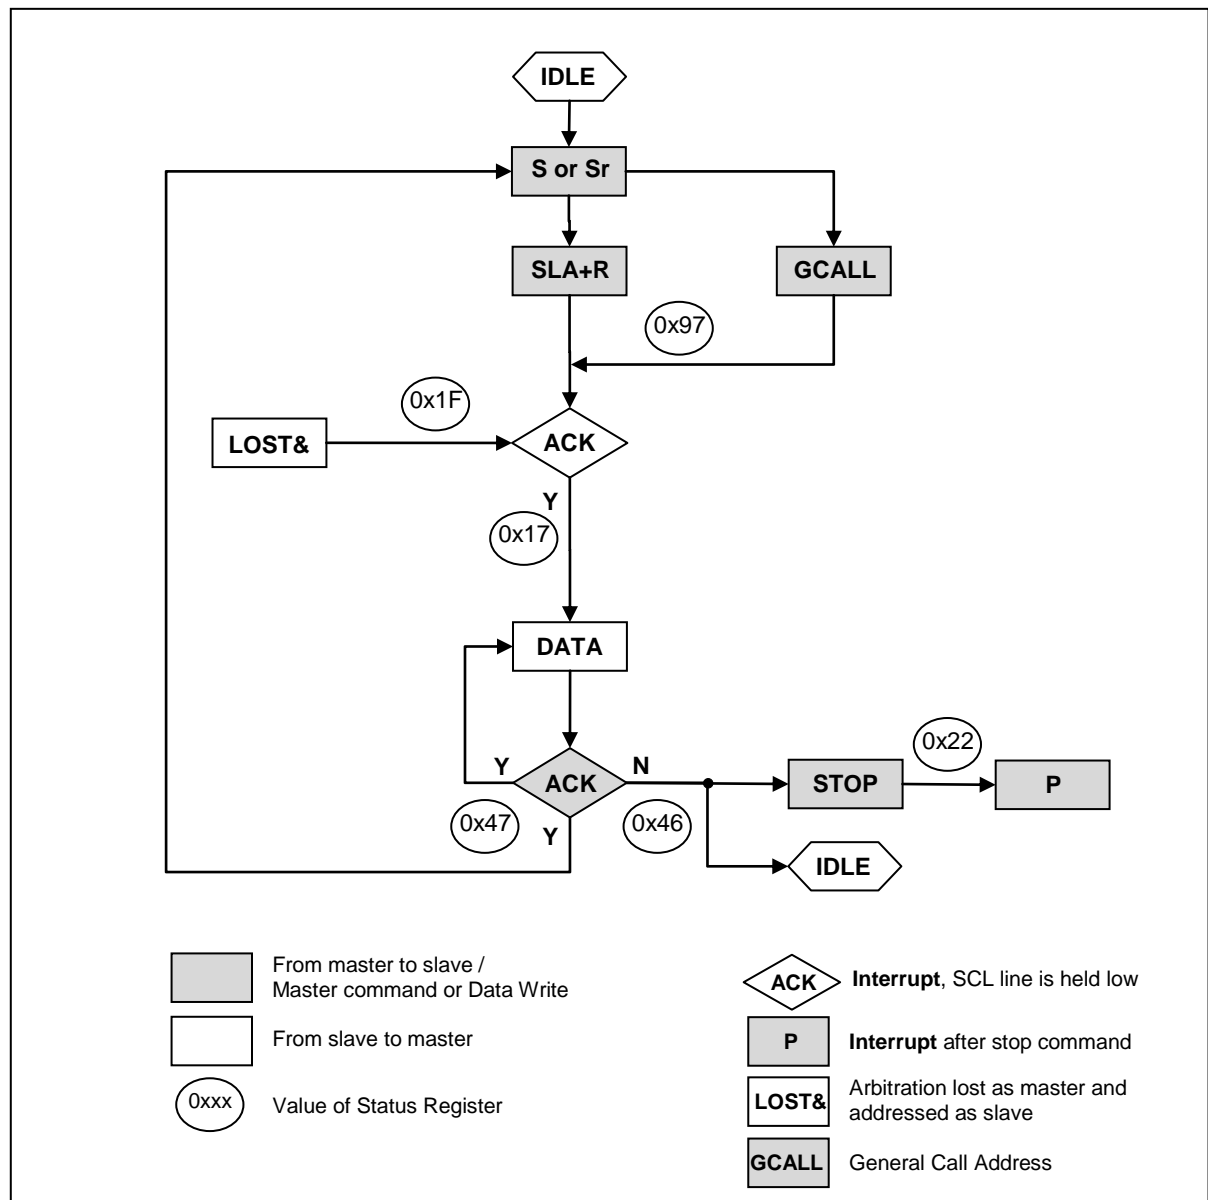 IDLE
S or Sr
SLA+R
GCALL
0x97
0x1F
LOST&
ACK
Y
0x17
DATA
0x22
Y
ACK
N
STOP
P
0x47
Y
0x46
IDLE
From master to slave /
Master command or Data Write
From slave to master
0xxx
Value of Status Register
ACK
Interrupt, SCL line is held low
P
Interrupt after stop command
LOST&
Arbitration lost as master and
addressed as slave
GCALL
General Call Address